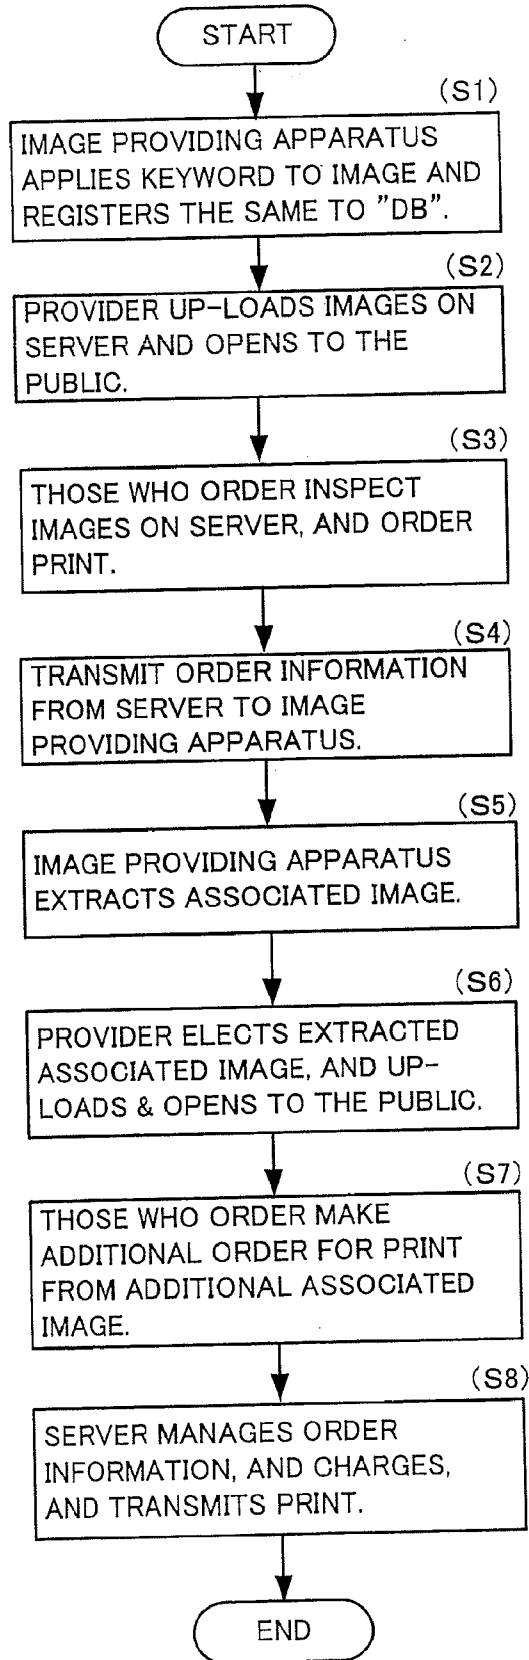 START
(S1)
IMAGE PROVIDING APPARATUS
APPLIES KEYWORD TO IMAGE AND
REGISTERS THE SAME TO "DB".
(S2)
PROVIDER UP-LOADS IMAGES ON
SERVER AND OPENS TO THE
PUBLIC.
(S3)
THOSE WHO ORDER INSPECT
IMAGES ON SERVER, AND ORDER
PRINT.
(S4)
TRANSMIT ORDER INFORMATION
FROM SERVER TO IMAGE
PROVIDING APPARATUS.
(S5)
IMAGE PROVIDING APPARATUS
EXTRACTS ASSOCIATED IMAGE.
(S6)
PROVIDER ELECTS EXTRACTED
ASSOCIATED IMAGE, AND UP-
LOADS & OPENS TO THE PUBLIC.
(S7)
THOSE WHO ORDER MAKE
ADDITIONAL ORDER FOR PRINT
FROM ADDITIONAL ASSOCIATED
IMAGE.
(S8)
SERVER MANAGES ORDER
INFORMATION, AND CHARGES,
AND TRANSMITS PRINT.
END